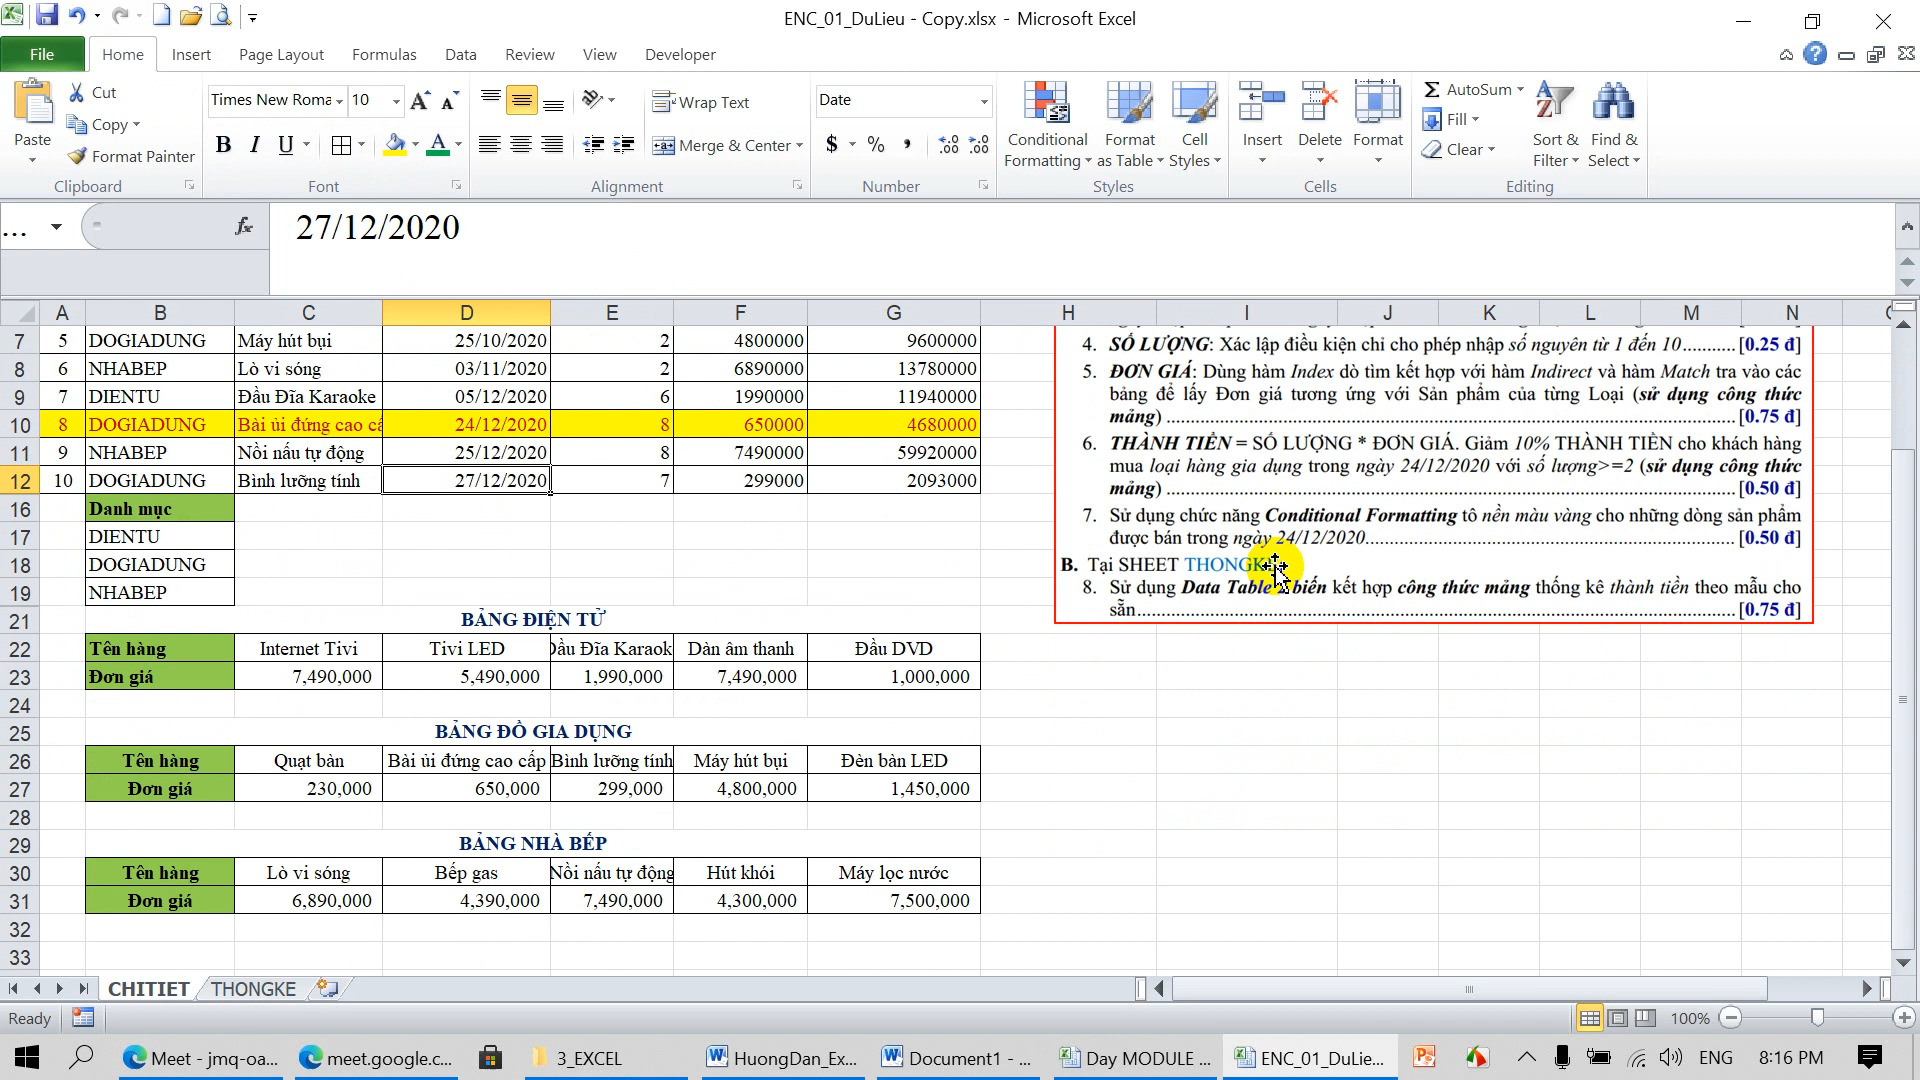 ENC_01_DuLieu - Copy.xlsx - Microsoft Excel
File Home Insert Page Layout Formulas Data Review View Developer
Paste
Cut
Copy
Format Painter
Clipboard
Times New Roma 10
B I U
Font
Wrap Text
Merge & Center
Alignment
Date
$ % ,
Number
Conditional Formatting
Format as Table
Cell Styles
Styles
Insert
Delete
Format
Cells
AutoSum
Fill
Clear
Sort & Filter
Find & Select
Editing
... fx 27/12/2020
A B C D E F G H I J K L M N
7 5 DOGIADUNG Máy hút bụi 25/10/2020 2 4800000 9600000
8 6 NHABEP Lò vi sóng 03/11/2020 2 6890000 13780000
9 7 DIENTU Đầu Đĩa Karaoke 05/12/2020 6 1990000 11940000
10 8 DOGIADUNG Bài ủi đứng cao cấ 24/12/2020 8 650000 4680000
11 9 NHABEP Nồi nấu tự động 25/12/2020 8 7490000 59920000
12 10 DOGIADUNG Bình lưỡng tính 27/12/2020 7 299000 2093000
16 Danh mục
17 DIENTU
18 DOGIADUNG
19 NHABEP
21 BẢNG ĐIỆN TỬ
22 Tên hàng Internet Tivi Tivi LED Đầu Đĩa Karaok Dàn âm thanh Đầu DVD
23 Đơn giá 7,490,000 5,490,000 1,990,000 7,490,000 1,000,000
24
25 BẢNG ĐỒ GIA DỤNG
26 Tên hàng Quạt bàn Bài ủi đứng cao cấp Bình lưỡng tính Máy hút bụi Đèn bàn LED
27 Đơn giá 230,000 650,000 299,000 4,800,000 1,450,000
28
29 BẢNG NHÀ BẾP
30 Tên hàng Lò vi sóng Bếp gas Nồi nấu tự động Hút khói Máy lọc nước
31 Đơn giá 6,890,000 4,390,000 7,490,000 4,300,000 7,500,000
32
33
4. SỐ LƯỢNG: Xác lập điều kiện chỉ cho phép nhập số nguyên từ 1 đến 10...........[0.25 đ]
5. ĐƠN GIÁ: Dùng hàm Index dò tìm kết hợp với hàm Indirect và hàm Match tra vào các
bảng để lấy Đơn giá tương ứng với Sản phẩm của từng Loại (sử dụng công thức
mảng)...........[0.75 đ]
6. THÀNH TIỀN = SỐ LƯỢNG * ĐƠN GIÁ. Giảm 10% THÀNH TIỀN cho khách hàng
mua loại hàng gia dụng trong ngày 24/12/2020 với số lượng>=2 (sử dụng công thức
mảng)...........[0.50 đ]
7. Sử dụng chức năng Conditional Formatting tô nền màu vàng cho những dòng sản phẩm
được bán trong ngày 24/12/2020...........[0.50 đ]
B. Tại SHEET THONGK
8. Sử dụng Data Table biến kết hợp công thức mảng thống kê thành tiền theo mẫu cho
sẵn...........[0.75 đ]
CHITIET THONGKE
Ready 100%
Meet - jmq-oa... meet.google.c... 3_EXCEL HuongDan_Ex... Document1 - ... Day MODULE ... ENC_01_DuLie... ENG 8:16 PM